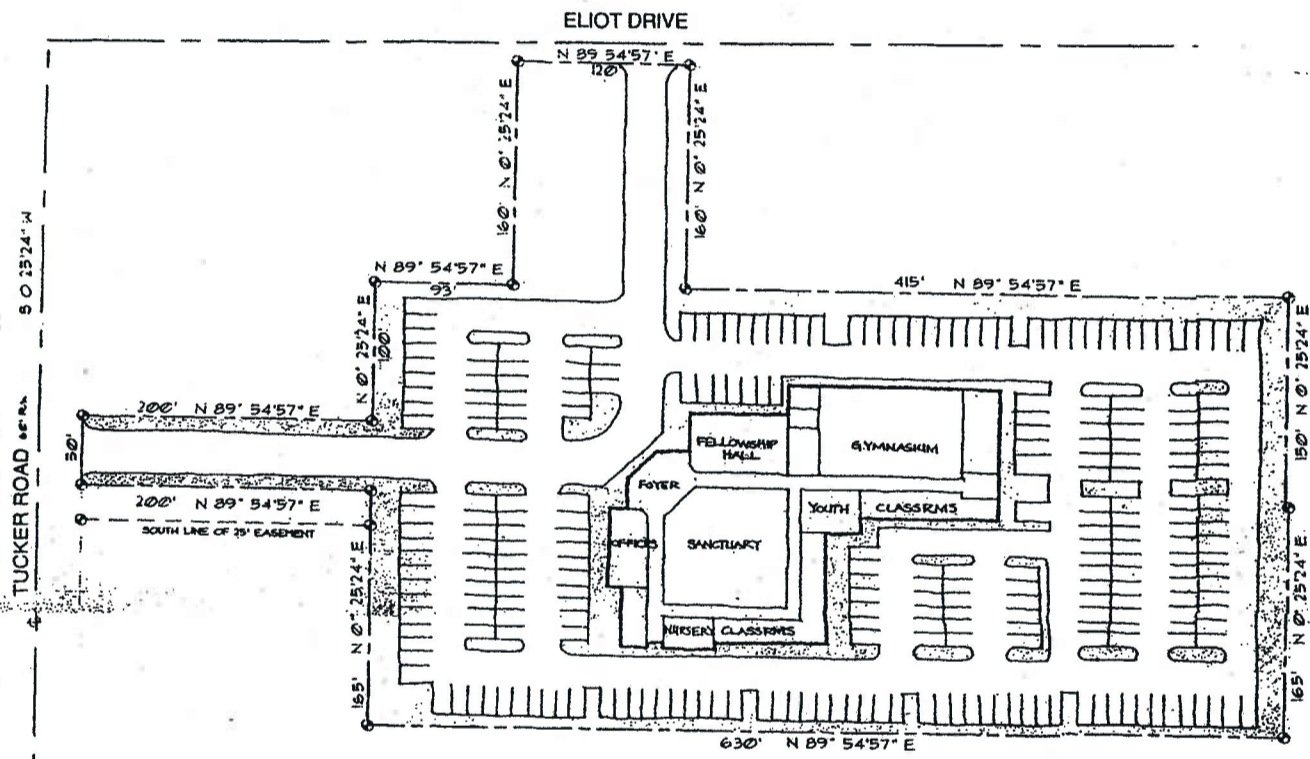 ELIOT DRIVE
N 89 54'57" E
120'
160' N 0° 25'24" E
160' N 0° 25'24" E
S 0 25'24" W
N 89° 54'57" E
93'
415' N 89° 54'57" E
N 0° 25'24" E
100'
200' N 89° 54'57" E
30'
200' N 89° 54'57" E
SOUTH LINE OF 25' EASEMENT
TUCKER ROAD
FELLOWSHIP
HALL
GYMNASIUM
FOYER
YOUTH
CLASSRMS
OFFICES
SANCTUARY
NURSERY
CLASSRMS
150' N 0° 25'24" E
165' N 0° 25'24" E
165' N 0° 25'24" E
630' N 89° 54'57" E